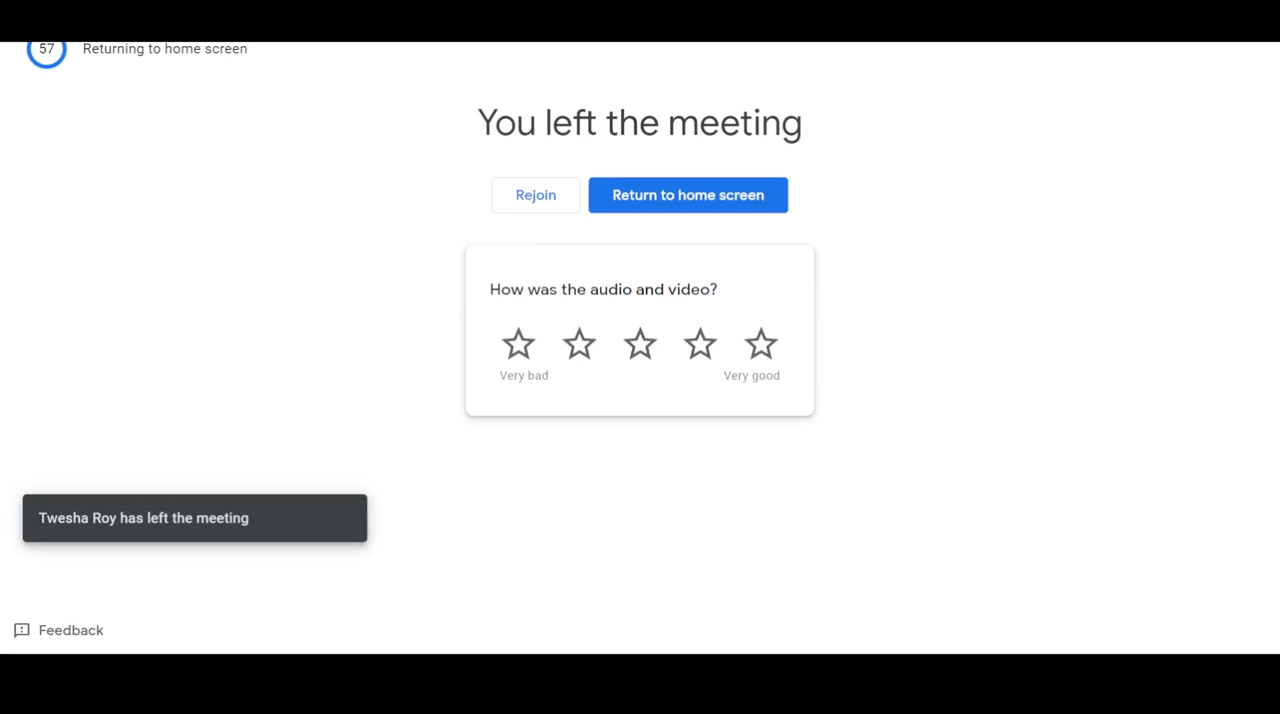 57 Returning to home screen
You left the meeting
Rejoin Return to home screen
How was the audio and video?
Very bad Very good
Twesha Roy has left the meeting
Feedback